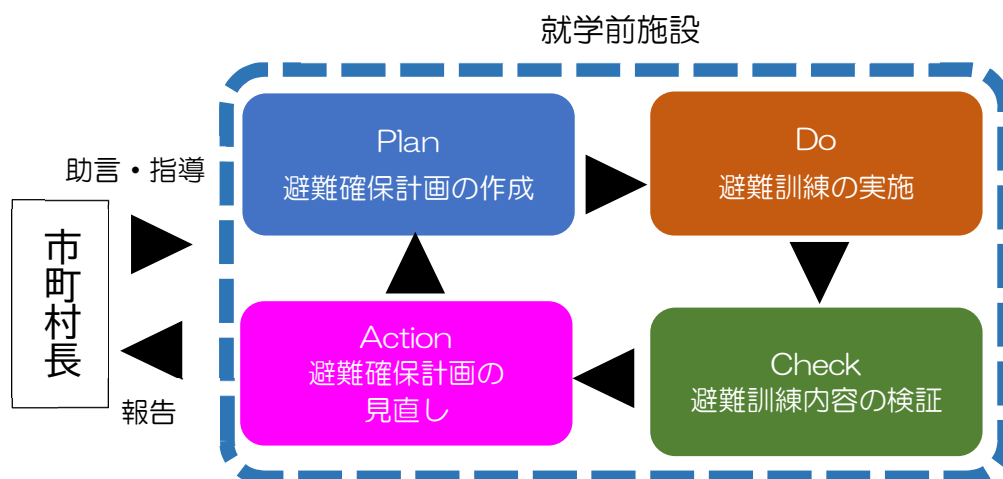 就学前施設
助言・指導
市町村長
報告
Plan
避難確保計画の作成
Do
避難訓練の実施
Action
避難確保計画の
見直し
Check
避難訓練内容の検証